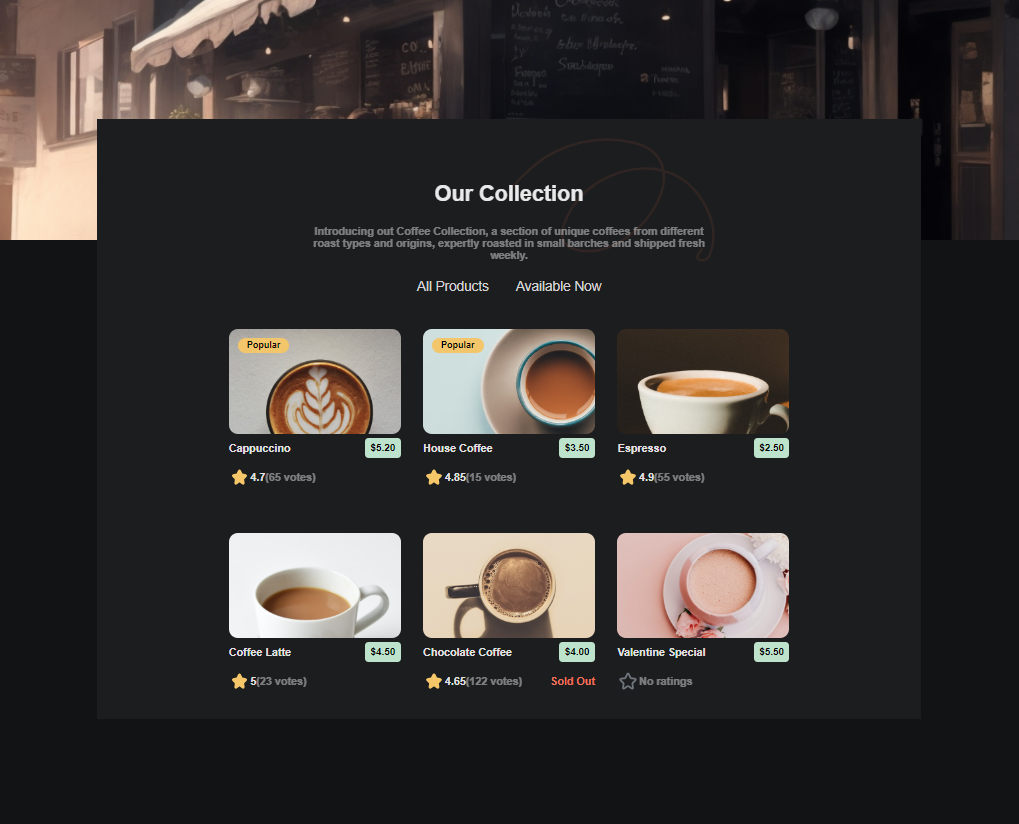 Our Collection
Introducing out Coffee Collection, a section of unique coffees from different
roast types and origins, expertly roasted in small barches and shipped fresh
weekly.
All Products Available Now
Popular Popular
Cappuccino $5.20 House Coffee $3.50 Espresso $2.50
4.7(65 votes) 4.85(15 votes) 4.9(55 votes)
Coffee Latte $4.50 Chocolate Coffee $4.00 Valentine Special $5.50
5(23 votes) 4.65(122 votes) Sold Out No ratings